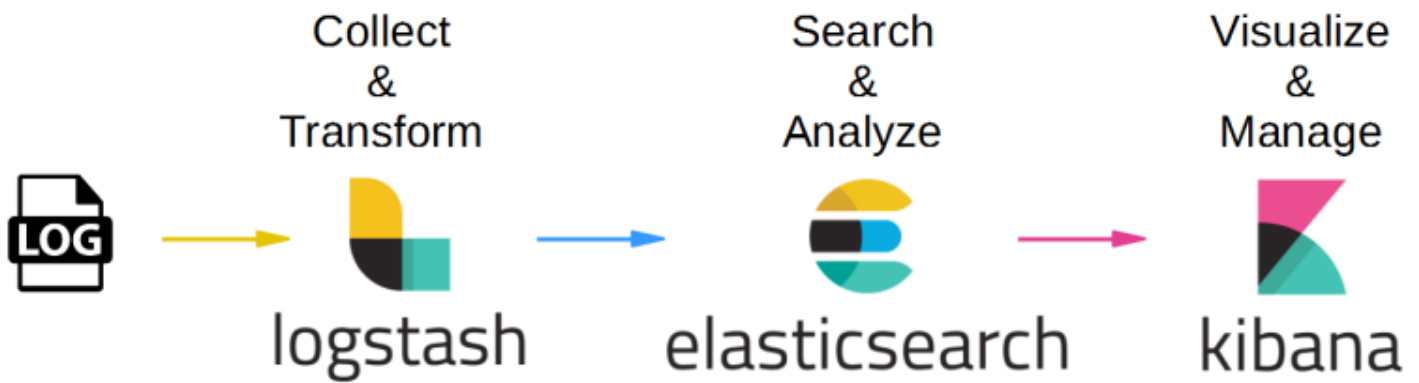 Collect
&
Transform
Search
&
Analyze
Visualize
&
Manage
LOG
logstash
elasticsearch
kibana